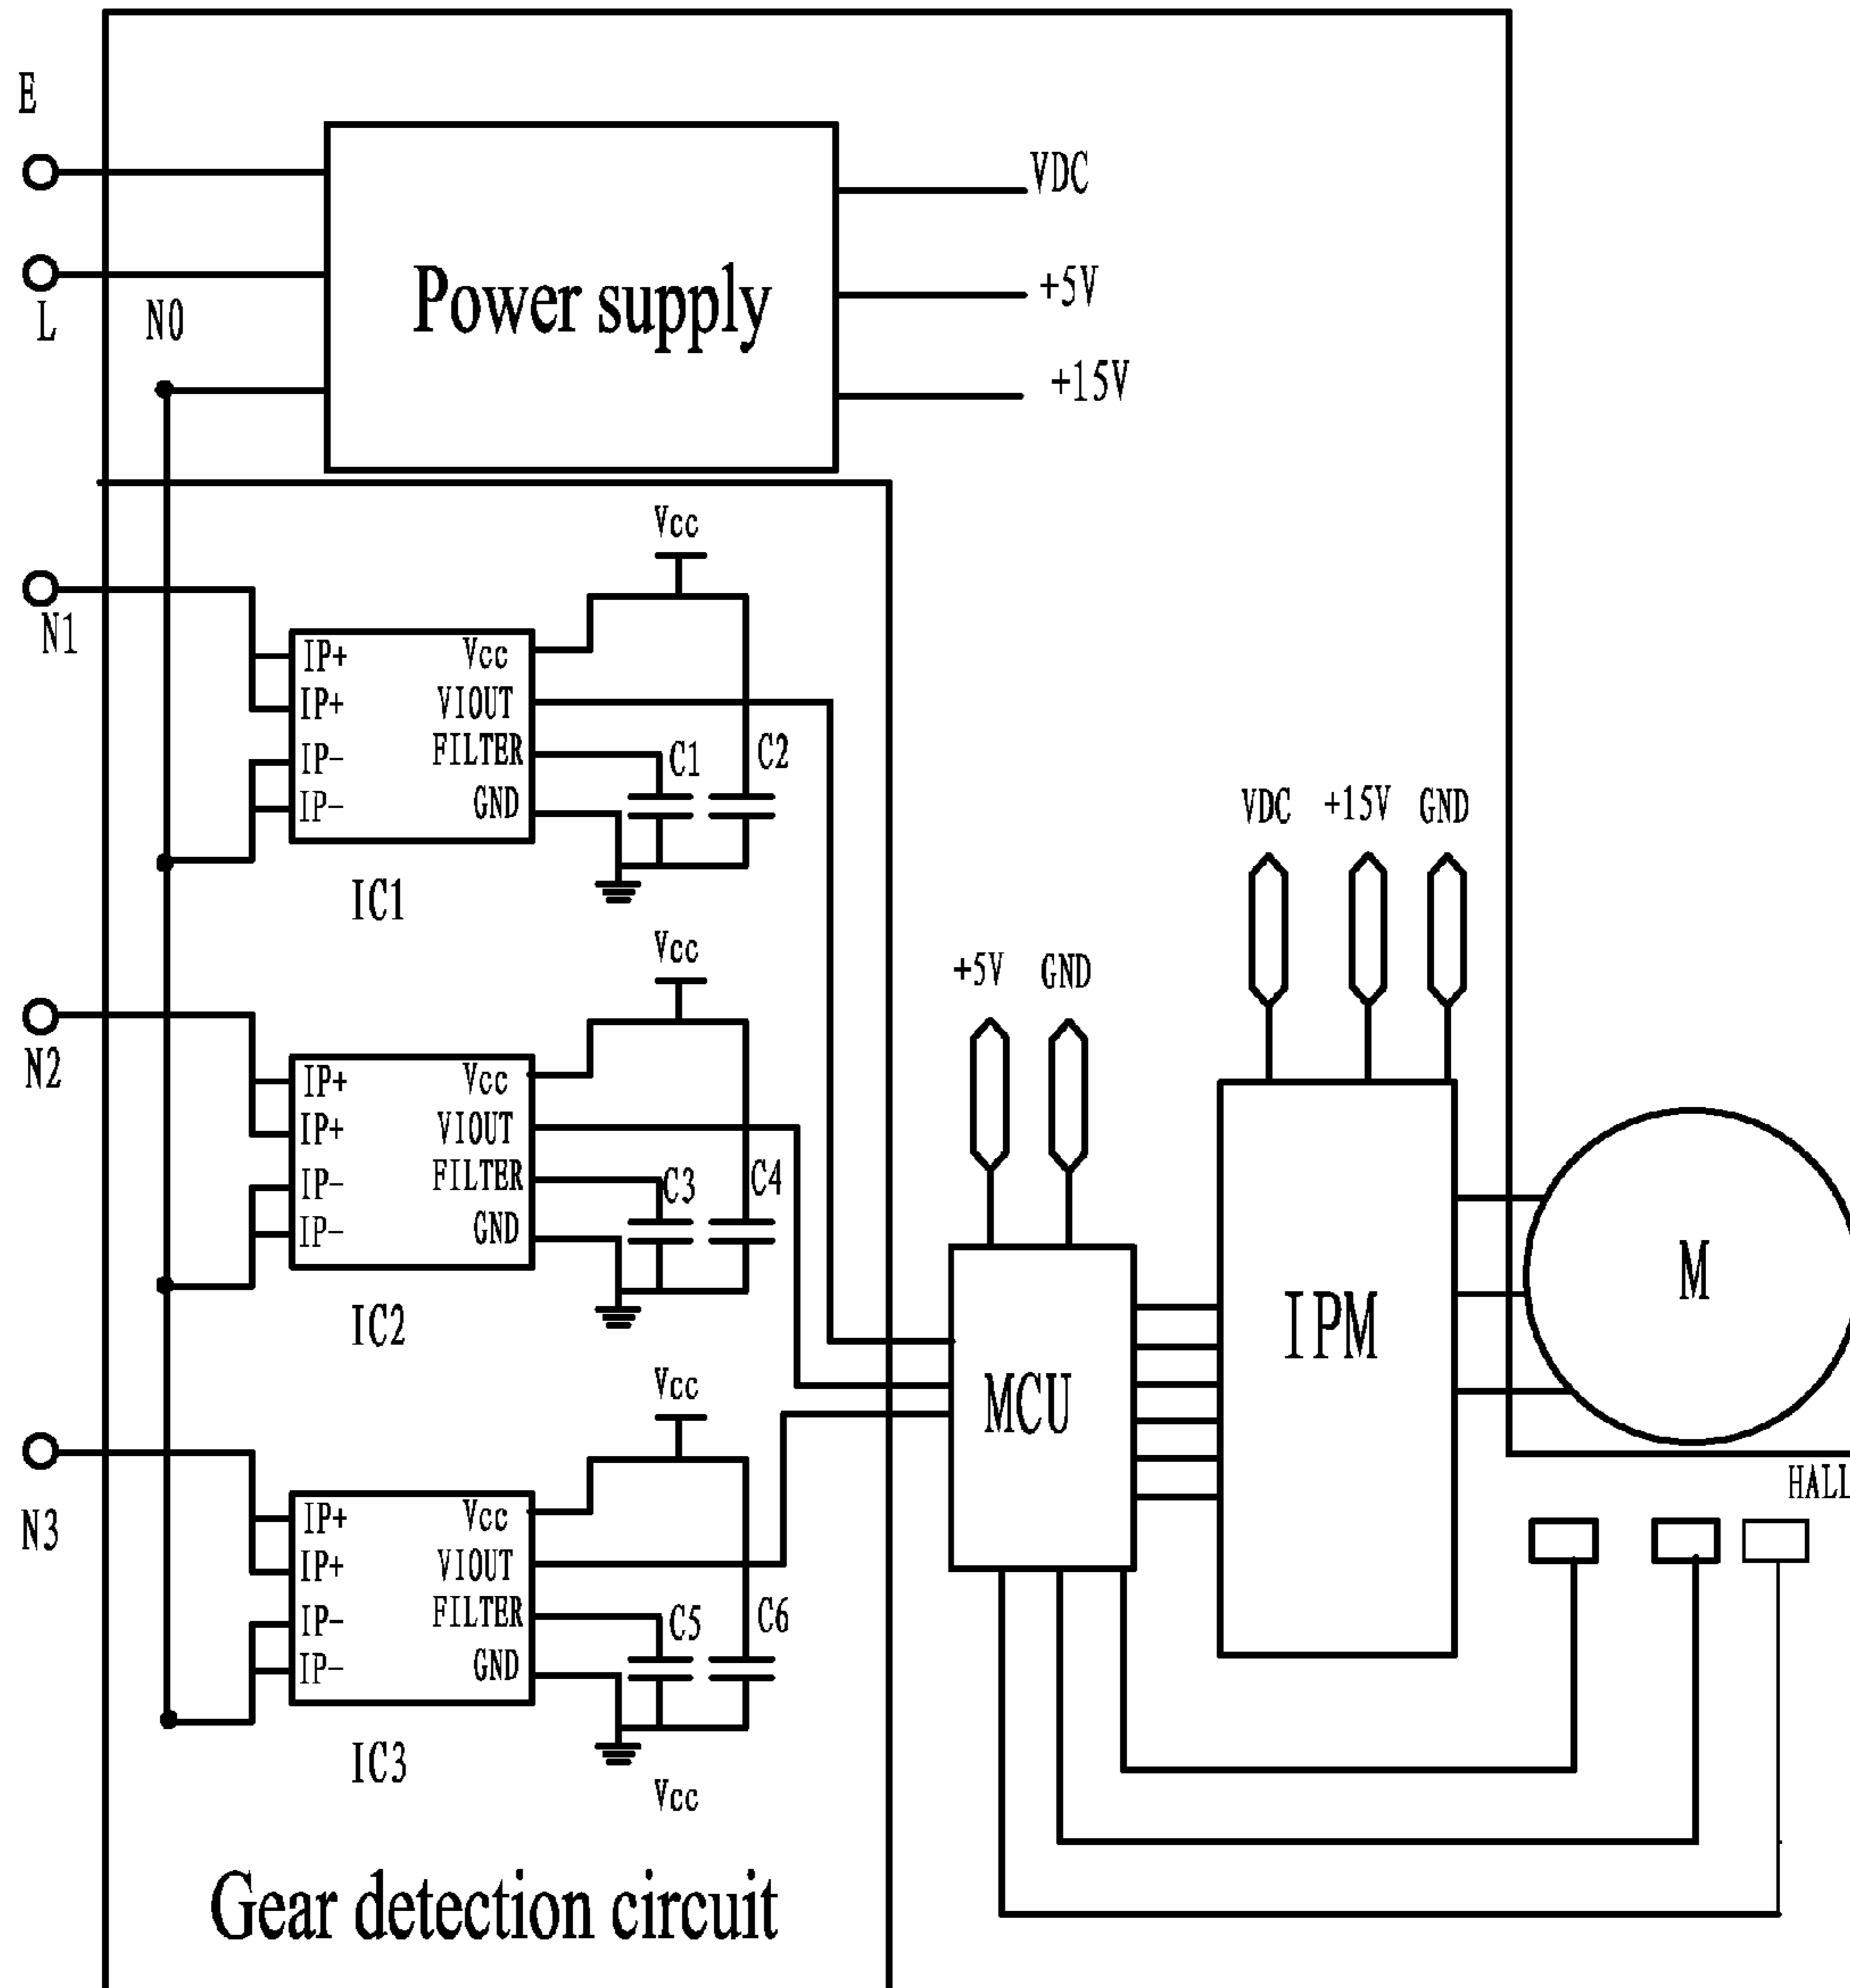 E
L
N0
Power supply
VDC
+5V
+15V
N1
Vcc
IP+
IP+
IP-
IP-
Vcc
VIOUT
FILTER
GND
C1
C2
IC1
N2
Vcc
IP+
IP+
IP-
IP-
Vcc
VIOUT
FILTER
GND
C3
C4
IC2
N3
Vcc
IP+
IP+
IP-
IP-
Vcc
VIOUT
FILTER
GND
C5
C6
IC3
Vcc
Gear detection circuit
+5V
GND
MCU
VDC
+15V
GND
IPM
M
HALL